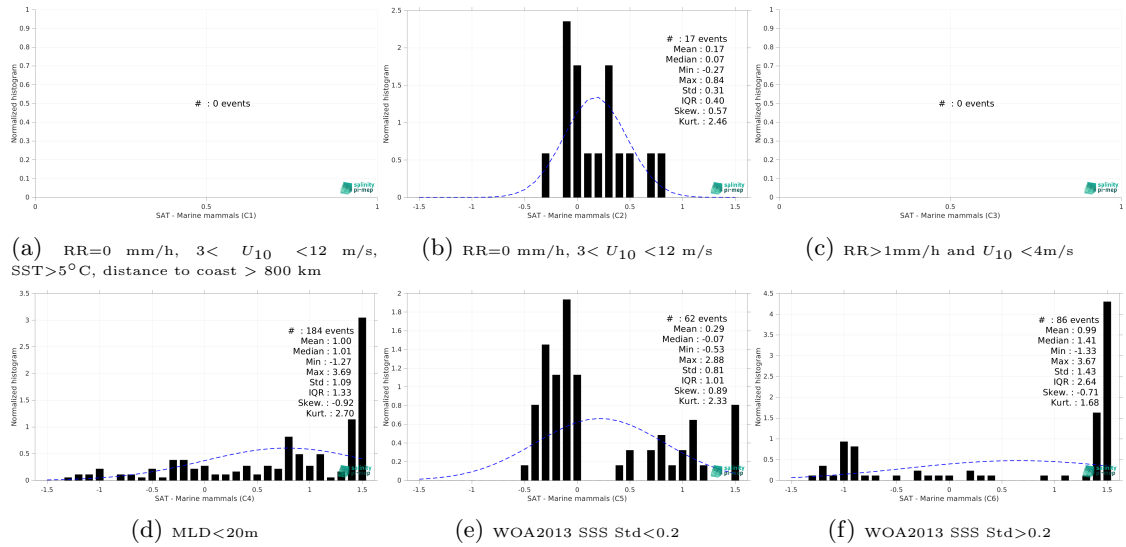 1
0.9
0.8
0.7
0.6
0.5
0.4
0.3
0.2
0.1
0
Normalized histogram
# : 0 events
salinity
pi-mep
0 0.5 1
SAT - Marine mammals (C1)
(a) RR=0 mm/h, 3< U10 <12 m/s,
SST>5°C, distance to coast > 800 km
2.5
2
1.5
1
0.5
0
Normalized histogram
# : 17 events
Mean : 0.17
Median : 0.07
Min : -0.27
Max : 0.84
Std : 0.31
IQR : 0.40
Skew. : 0.57
Kurt. : 2.46
salinity
pi-mep
-1.5 -1 -0.5 0 0.5 1 1.5
SAT - Marine mammals (C2)
(b) RR=0 mm/h, 3< U10 <12 m/s
1
0.9
0.8
0.7
0.6
0.5
0.4
0.3
0.2
0.1
0
Normalized histogram
# : 0 events
salinity
pi-mep
0 0.5 1
SAT - Marine mammals (C3)
(c) RR>1mm/h and U10 <4m/s
3.5
3
2.5
2
1.5
1
0.5
0
Normalized histogram
# : 184 events
Mean : 1.00
Median : 1.01
Min : -1.27
Max : 3.69
Std : 1.09
IQR : 1.33
Skew. : -0.92
Kurt. : 2.70
-1.5 -1 -0.5 0 0.5 1 1.5
SAT - Marine mammals (C4)
(d) MLD<20m
2
1.8
1.6
1.4
1.2
1
0.8
0.6
0.4
0.2
0
Normalized histogram
# : 62 events
Mean : 0.29
Median : -0.07
Min : -0.53
Max : 2.88
Std : 0.81
IQR : 1.01
Skew. : 0.89
Kurt. : 2.33
-1.5 -1 -0.5 0 0.5 1 1.5
SAT - Marine mammals (C5)
(e) WOA2013 SSS Std<0.2
4.5
4
3.5
3
2.5
2
1.5
1
0.5
0
Normalized histogram
# : 86 events
Mean : 0.99
Median : 1.41
Min : -1.33
Max : 3.67
Std : 1.43
IQR : 2.64
Skew. : -0.71
Kurt. : 1.68
-1.5 -1 -0.5 0 0.5 1 1.5
SAT - Marine mammals (C6)
(f) WOA2013 SSS Std>0.2